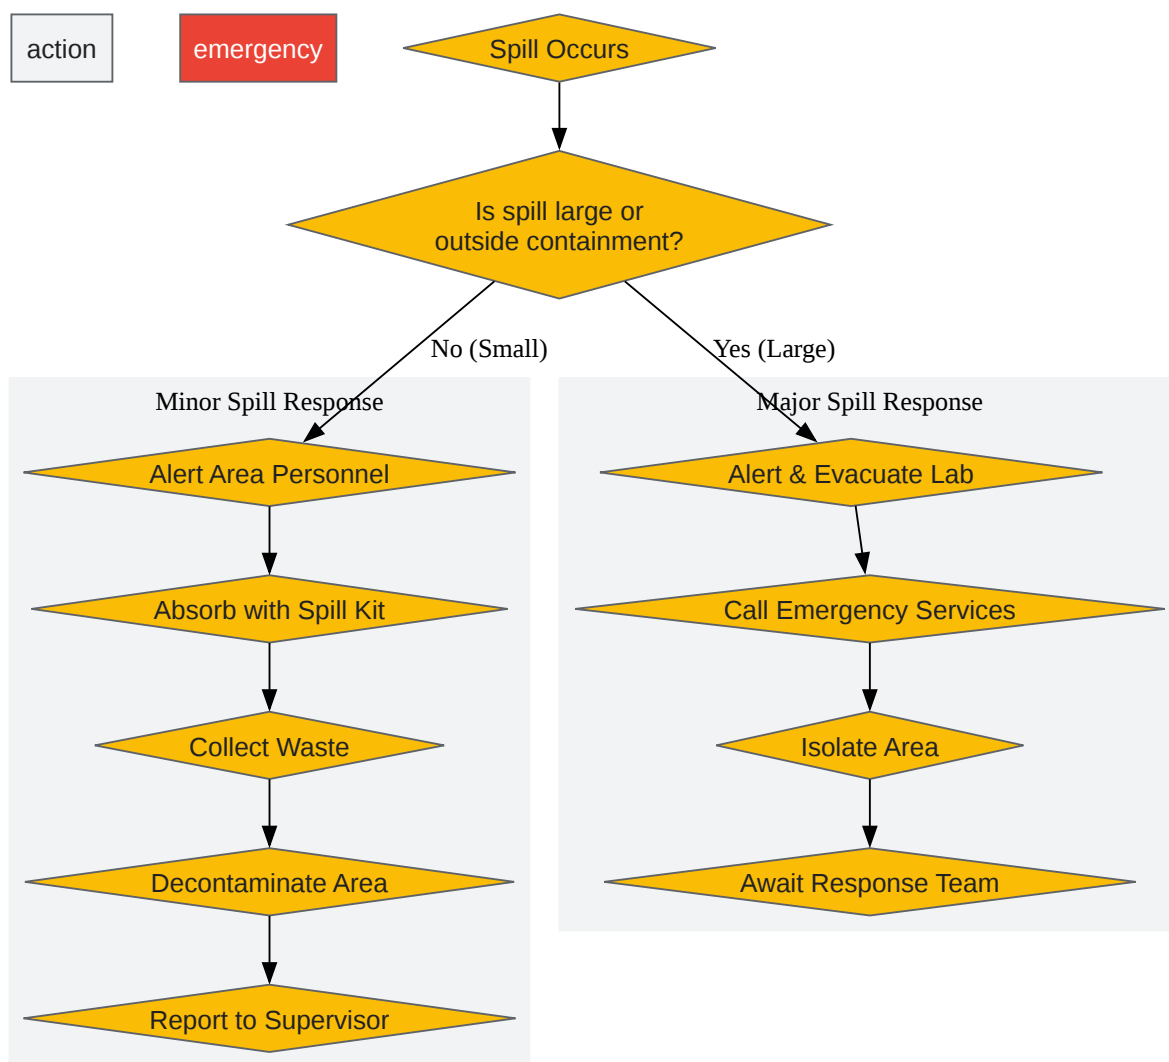 action
emergency
Spill Occurs
Is spill large or
outside containment?
No (Small)
Yes (Large)
Minor Spill Response
Alert Area Personnel
Absorb with Spill Kit
Collect Waste
Decontaminate Area
Report to Supervisor
Major Spill Response
Alert & Evacuate Lab
Call Emergency Services
Isolate Area
Await Response Team